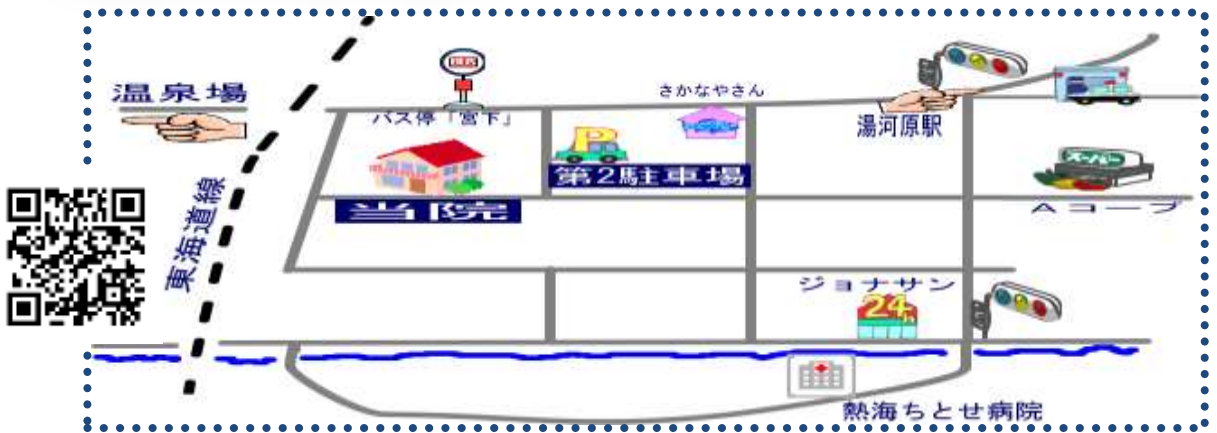 温泉場
バス停「宮下」
さかなやさん
湯河原駅
P
第2駐車場
スーパー
Aコープ
当院
東海道線
ジョナサン
24h
熱海ちとせ病院